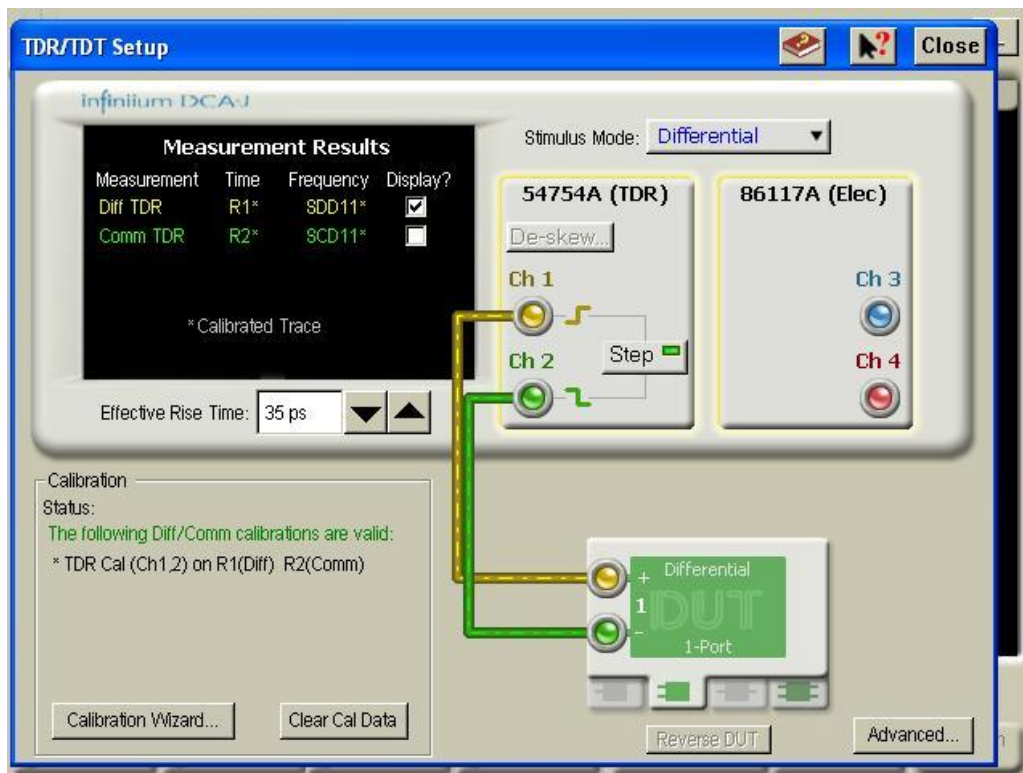 TDR/TDT Setup
?
Close
infiniium DCA-J
Measurement Results
Measurement Time Frequency Display?
Diff TDR R1* SDD11*
Comm TDR R2* SCD11*
*Calibrated Trace
Effective Rise Time: 35 ps
Stimulus Mode: Differential
54754A (TDR)
De-skew...
Ch 1
Ch 2
Step
86117A (Elec)
Ch 3
Ch 4
Calibration
Status:
The following Diff/Comm calibrations are valid:
* TDR Cal (Ch1,2) on R1(Diff) R2(Comm)
Calibration Wizard...
Clear Cal Data
+ Differential
1
DUT
-
1-Port
Reverse DUT
Advanced...